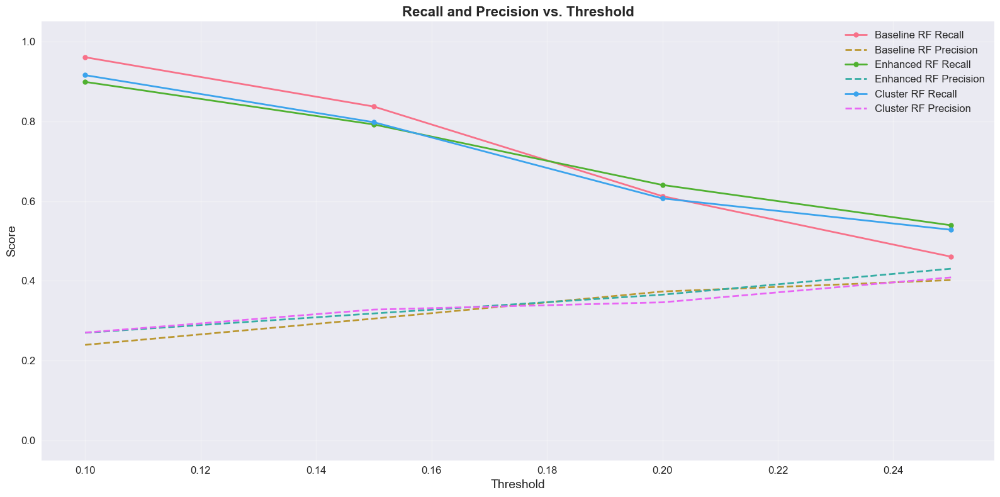 Recall and Precision vs. Threshold
Baseline RF Recall
Baseline RF Precision
Enhanced RF Recall
Enhanced RF Precision
Cluster RF Recall
Cluster RF Precision
Score
1.0
0.8
0.6
0.4
0.2
0.0
0.10 0.12 0.14 0.16 0.18 0.20 0.22 0.24
Threshold